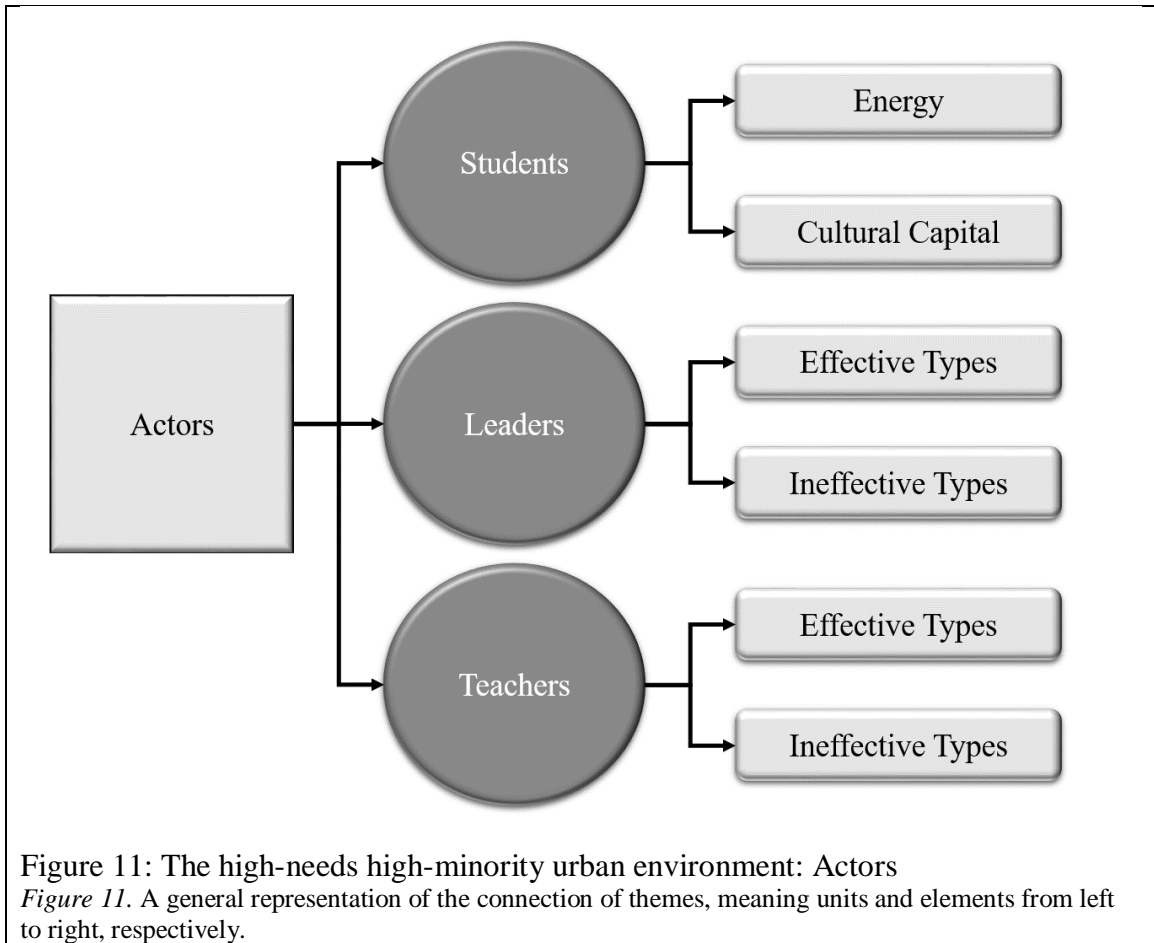 Energy
Students
Cultural Capital
Effective Types
Actors
Leaders
Ineffective Types
Effective Types
Teachers
Ineffective Types
Figure 11: The high-needs high-minority urban environment: Actors
Figure 11. A general representation of the connection of themes, meaning units and elements from left
to right, respectively.